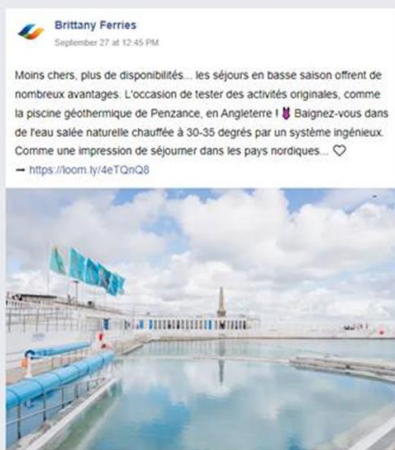 Brittany Ferries
September 27 at 12:45 PM
Moins chers, plus de disponibilités... les séjours en basse saison offrent de
nombreux avantages. L'occasion de tester des activités originales, comme
la piscine géothermique de Penzance, en Angleterre ! Baignez-vous dans
de l'eau salée naturelle chauffée à 30-35 degrés par un système ingénieux.
Comme une impression de séjourner dans les pays nordiques... ♡
➞ https://loom.ly/4eTQnQ8